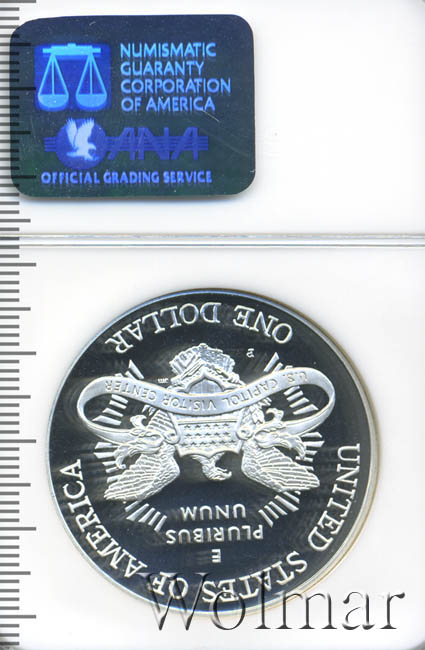 NUMISMATIC
GUARANTY
CORPORATION
OF AMERICA
ANA
OFFICIAL GRADING SERVICE
UNITED STATES OF AMERICA
E
PLURIBUS
UNUM
U.S. CAPITOL VISITOR CENTER
P
ONE DOLLAR
Wolmar